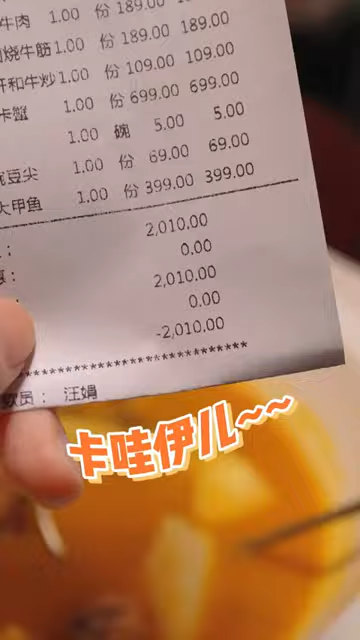 牛肉 1.00 份 189.00 189.00
烧牛筋 1.00 份 189.00 189.00
和牛炒 1.00 份 109.00 109.00
卡蟹 1.00 份 699.00 699.00
1.00 碗 5.00 5.00
豌豆尖 1.00 份 69.00 69.00
大甲鱼 1.00 份 399.00 399.00
: 2,010.00
0.00
: 2,010.00
: 0.00
-2,010.00
**********************************
员: 汪娟
卡哇伊儿~~